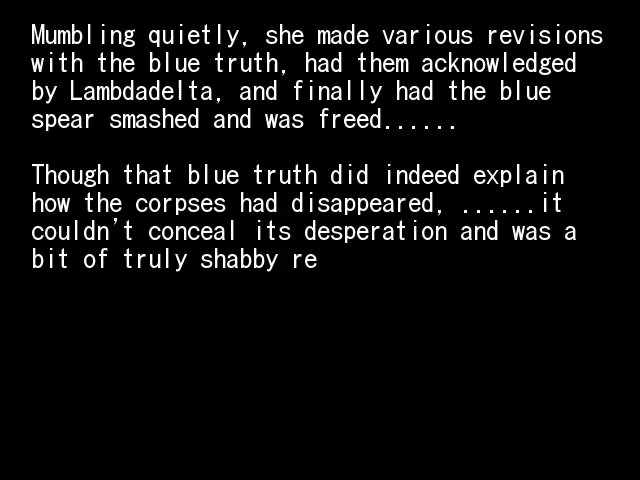 Mumbling quietly, she made various revisions
with the blue truth, had them acknowledged
by Lambdadelta, and finally had the blue
spear smashed and was freed......
Though that blue truth did indeed explain
how the corpses had disappeared, ......it
couldn't conceal its desperation and was a
bit of truly shabby re